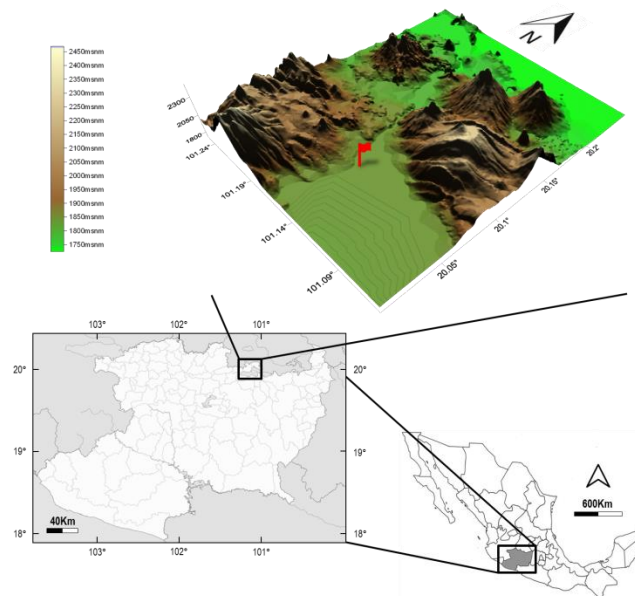 2450msnm
2400msnm
2350msnm
2300msnm
2250msnm
2200msnm
2150msnm
2100msnm
2050msnm
2000msnm
1950msnm
1900msnm
1850msnm
1800msnm
1750msnm
N
2300
2050
1800
101.24°
101.19°
101.14°
101.09°
20.05°
20.1°
20.15°
20.2°
103° 102° 101°
20° 20°
19° 19°
18° 18°
40Km
103° 102° 101°
600Km